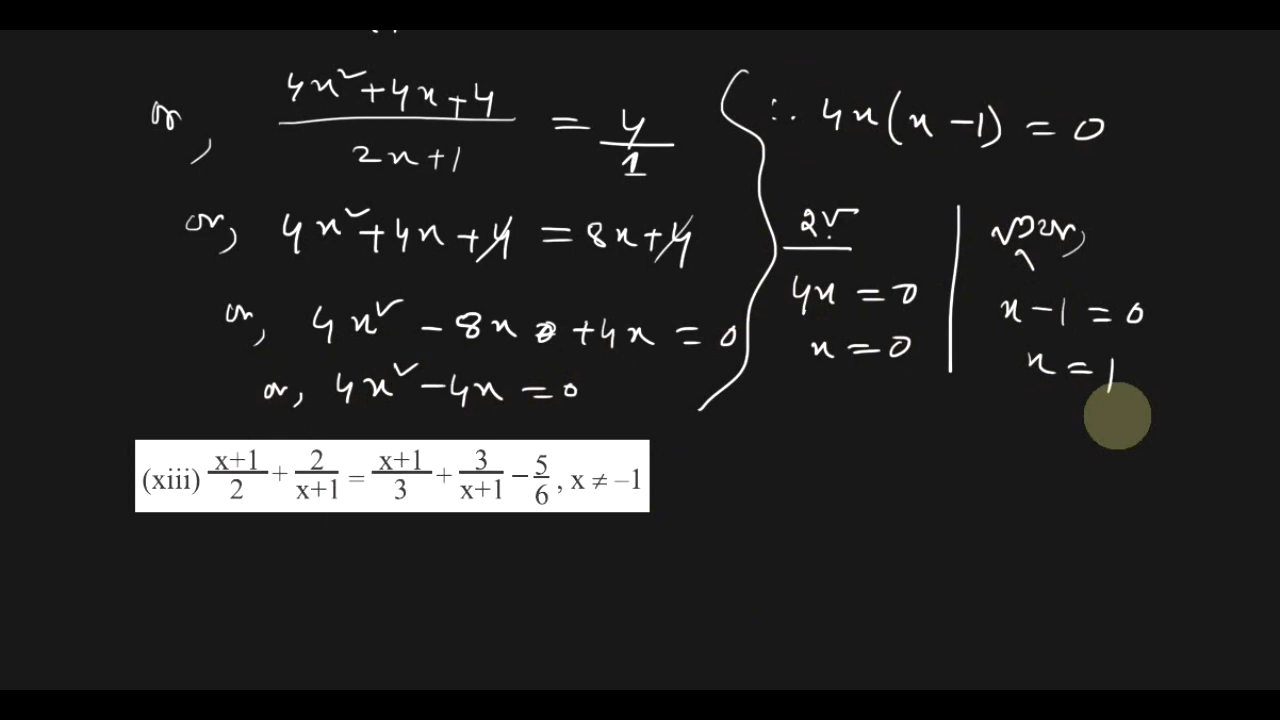 or, 4x²+4x+4 / 2x+1 = 4/1
or, 4x²+4x+4 = 8x+4
or, 4x² - 8x +4x = 0
or, 4x² -4x = 0
∴ 4x(x -1) = 0
হয়
4x = 0
x = 0
অথবা,
x -1 = 0
x = 1
(xiii) x+1/2 + 2/x+1 = x+1/3 + 3/x+1 − 5/6 , x ≠ −1